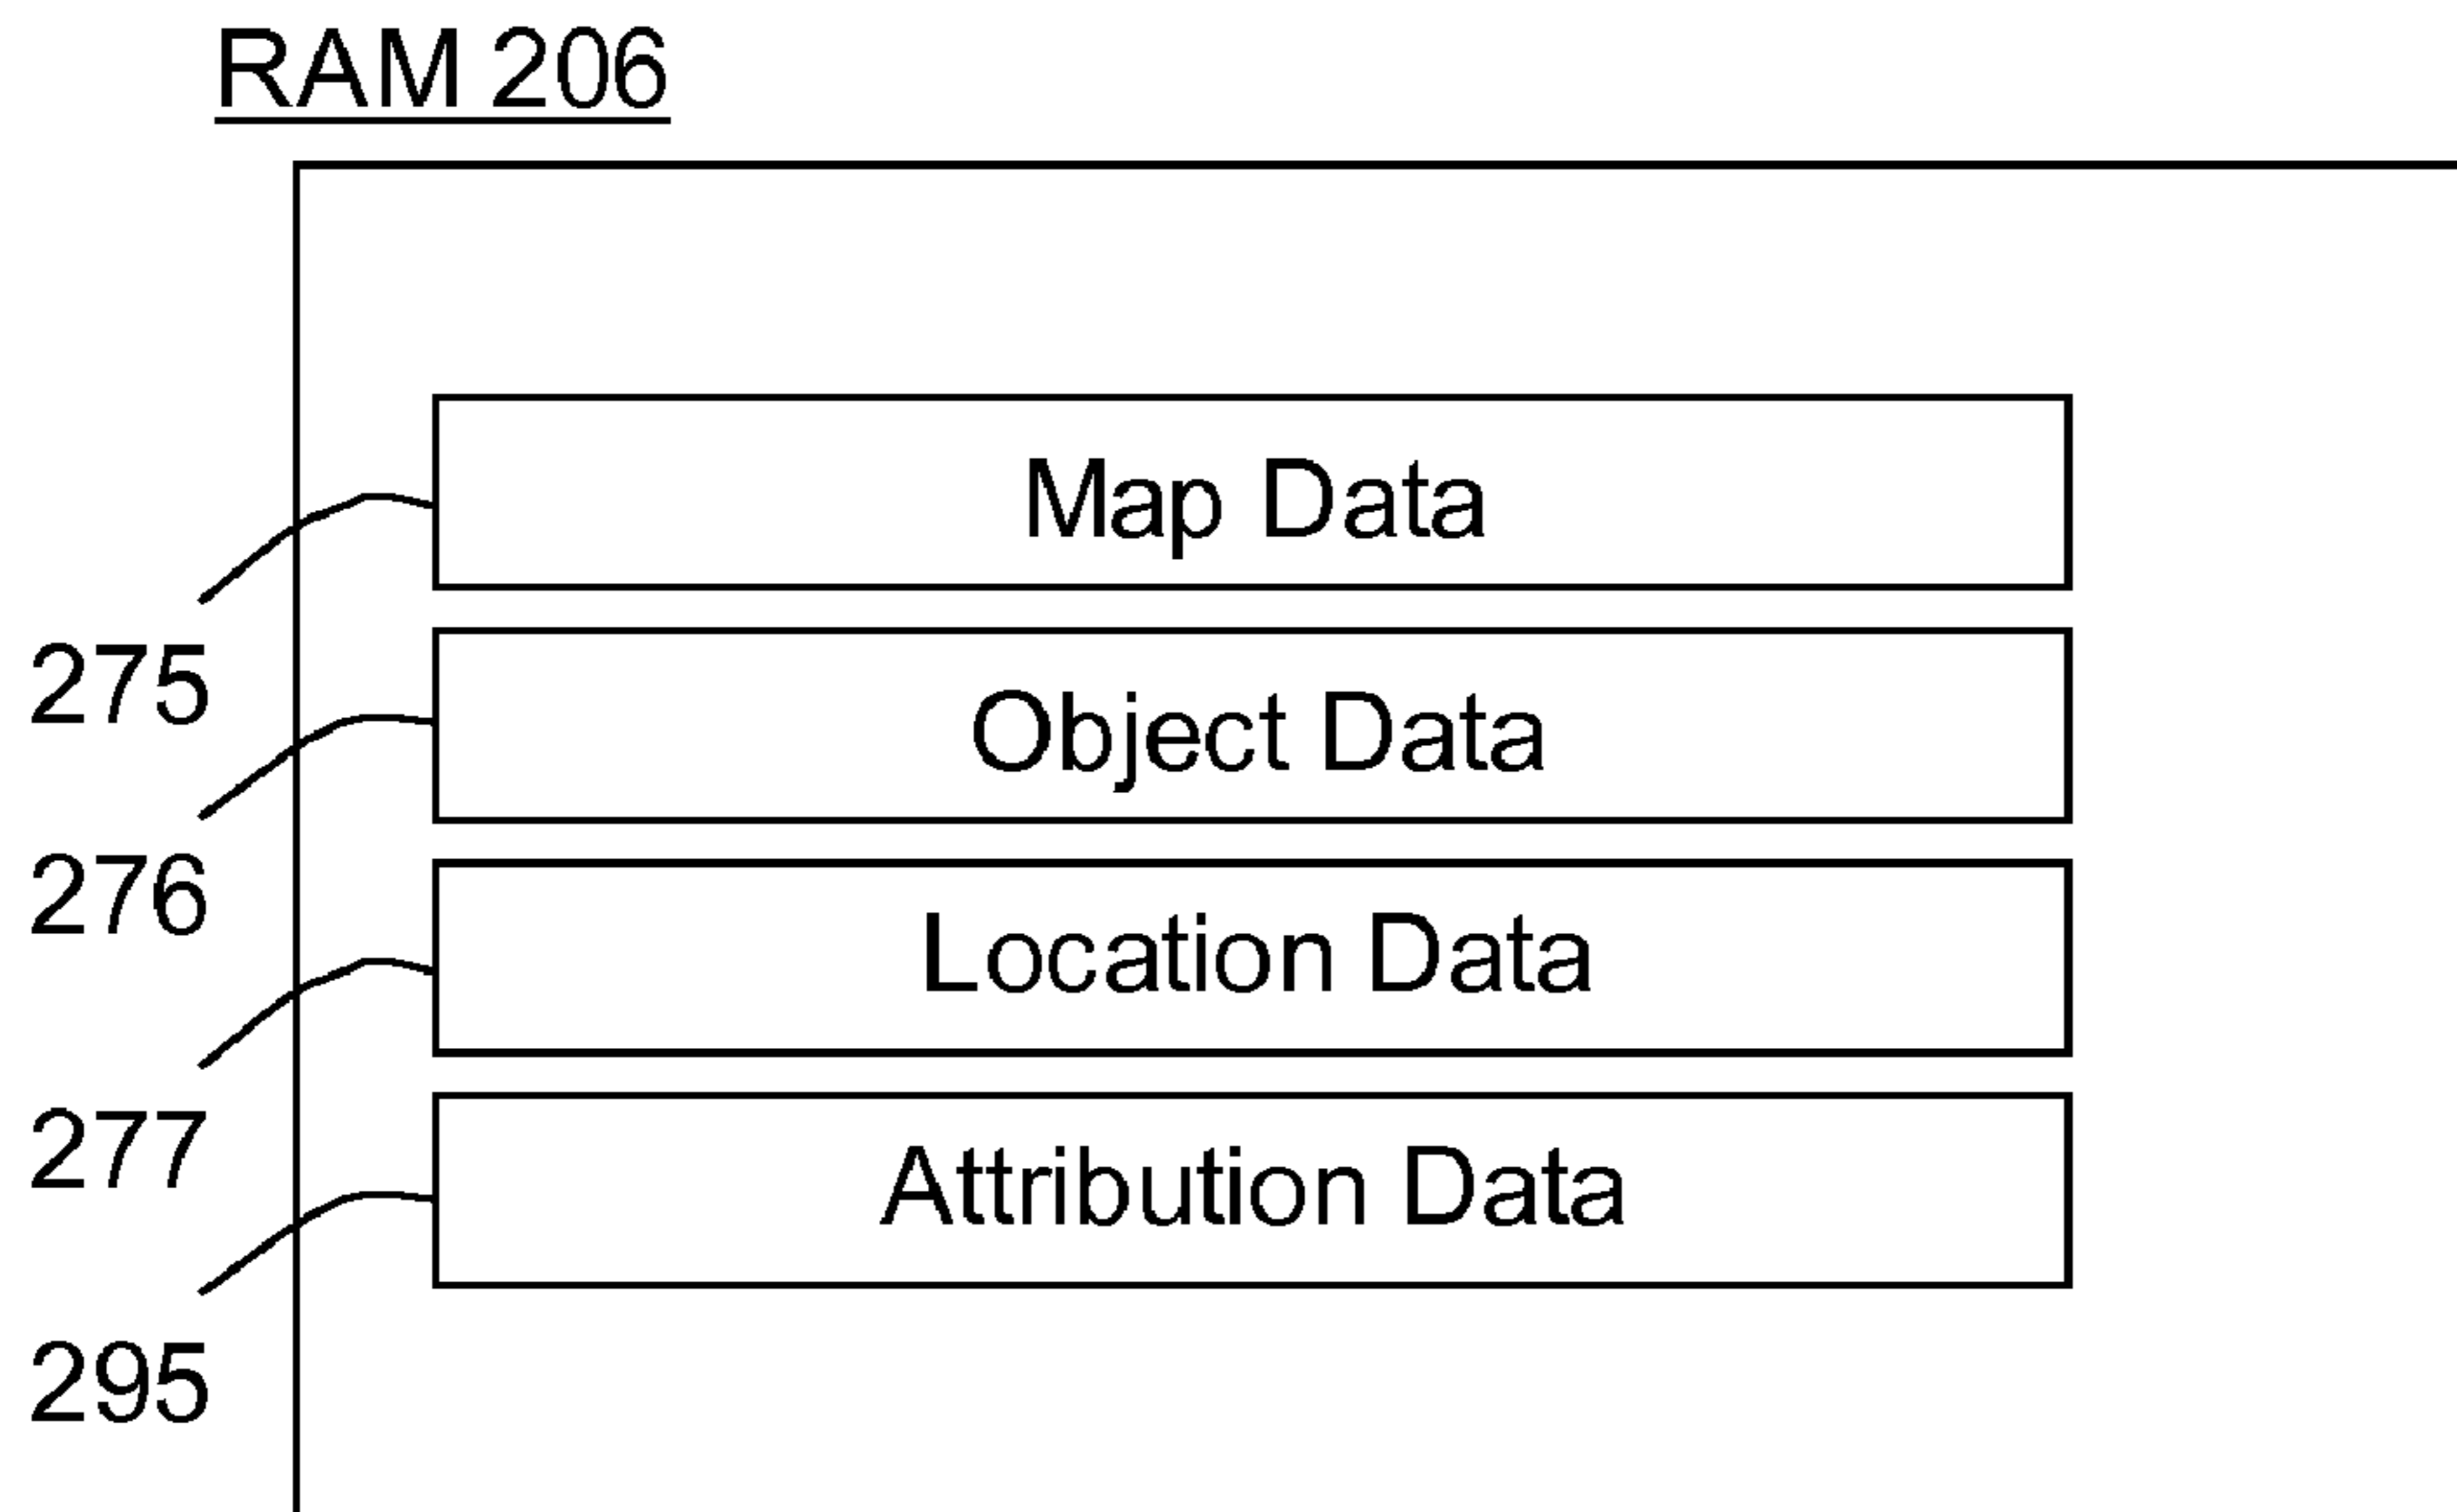 RAM 206
Map Data
275
Object Data
276
Location Data
277
Attribution Data
295